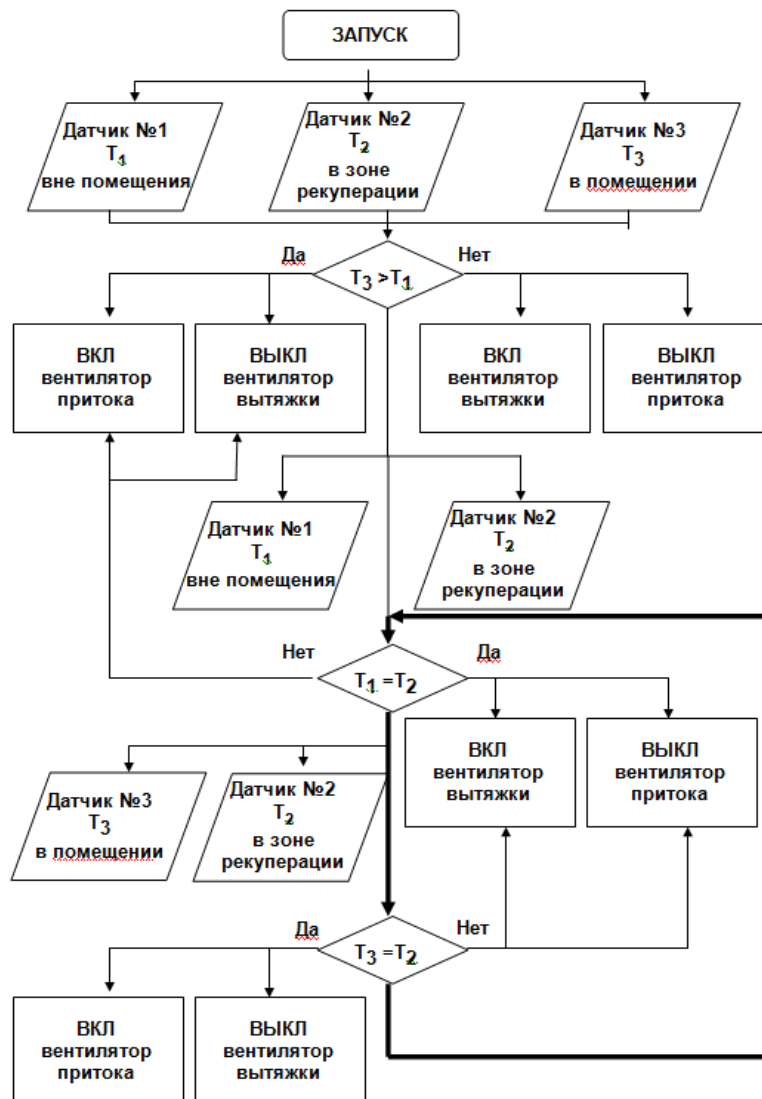 ЗАПУСК
Датчик №1
T1
вне помещения
Датчик №2
T2
в зоне
рекуперации
Датчик №3
T3
в помещении
Да
Нет
T3 >T1
ВКЛ
вентилятор
притока
ВЫКЛ
вентилятор
вытяжки
ВКЛ
вентилятор
вытяжки
ВЫКЛ
вентилятор
притока
Датчик №1
T1
вне помещения
Датчик №2
T2
в зоне
рекуперации
Нет
Да
T1 =T2
ВКЛ
вентилятор
вытяжки
ВЫКЛ
вентилятор
притока
Датчик №3
T3
в помещении
Датчик №2
T2
в зоне
рекуперации
Да
Нет
T3 =T2
ВКЛ
вентилятор
притока
ВЫКЛ
вентилятор
вытяжки